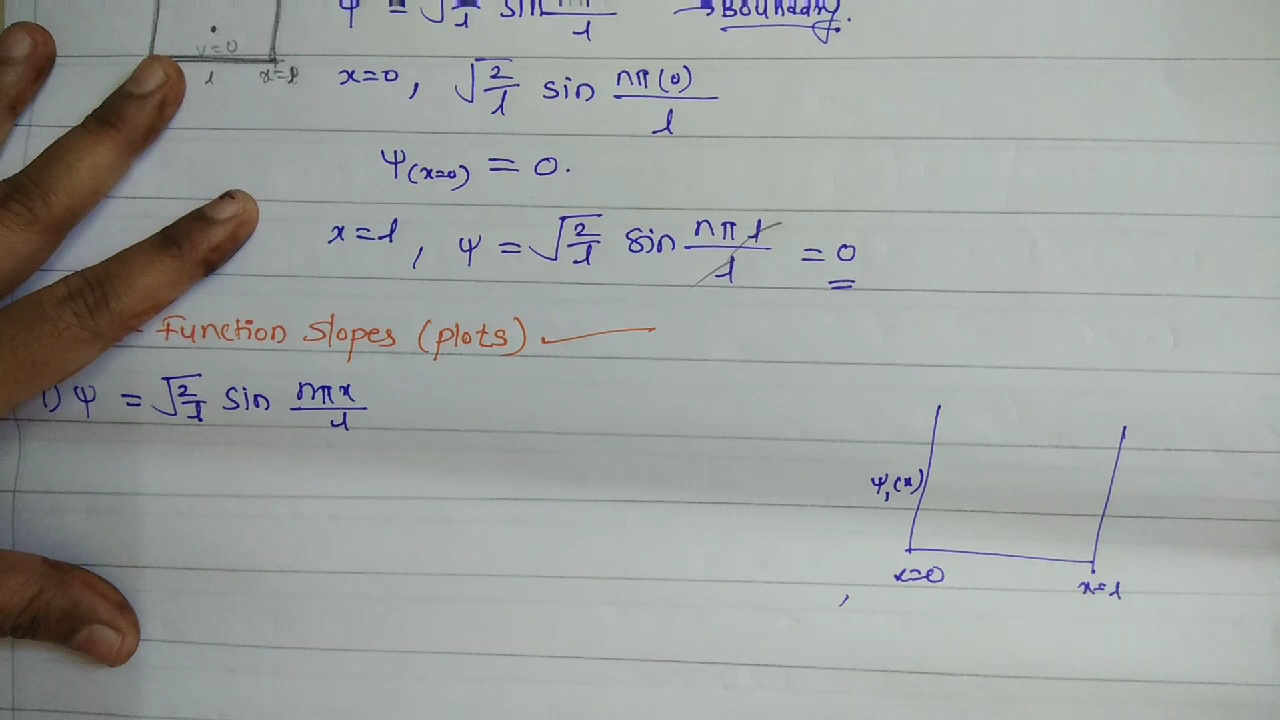 ψ = √2/l sin nπ /l → Boundary.
v=0
l x=l
x=0, √2/l sin nπ(0)/l
ψ(x=0) = 0.
x=l, ψ = √2/l sin nπl/l = 0
Function Slopes (plots)
1) ψ = √2/l sin nπx/l
ψ₁(x)
x=0 x=l